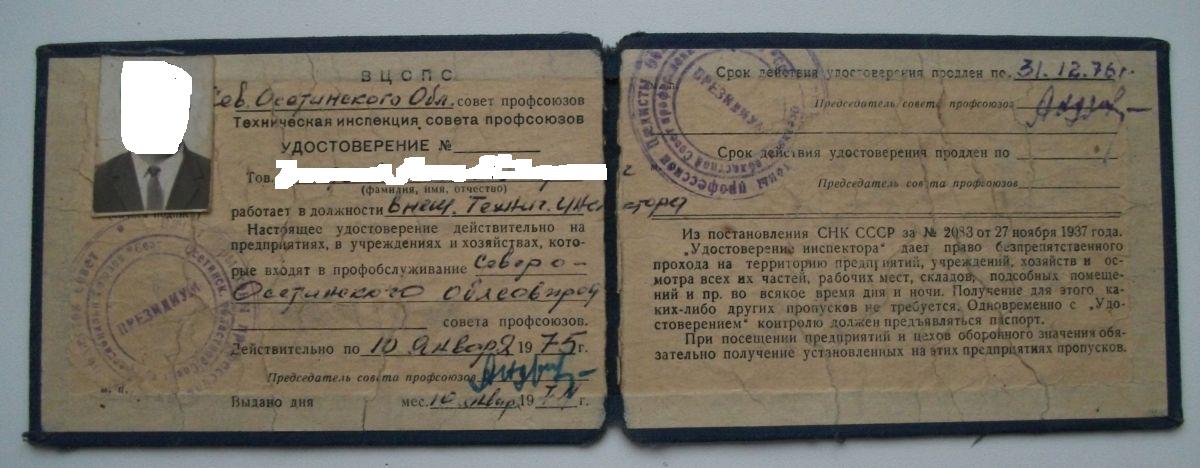 ВЦСПС
Сев. Осетинского Обл. совет профсоюзов
Техническая инспекция совета профсоюзов
УДОСТОВЕРЕНИЕ №
Тов.
(фамилия, имя, отчество)
работает в должности внешт. Технич. инспектора
Настоящее удостоверение действительно на
предприятиях, в учреждениях и хозяйствах, кото-
рые входят в профобслуживание Северо-
Осетинского облсовпроф
совета профсоюзов.
Действительно по 10 января 1975 г.
Председатель совета профсоюзов
м. п.
Выдано дня мес. 10 январ 1974 г.
Срок действия удостоверения продлен по 31.12.76 г.
Председатель совета профсоюзов
Срок действия удостоверения продлен по
Председатель совета профсоюзов
Из постановления СНК СССР за № 2083 от 27 ноября 1937 года.
„Удостоверение инспектора" дает право безпрепятственного
прохода на территорию предприятий, учреждений, хозяйств и ос-
мотра всех их частей, рабочих мест, складов, подсобных помеще-
ний и пр. во всякое время дня и ночи. Получение для этого ка-
ких-либо других пропусков не требуется. Одновременно с „Удо-
стоверением" контролю должен предъявляться паспорт.
При посещении предприятий и цехов оборонного значения обя-
зательно получение установленных на этих предприятиях пропусков.
ПРЕЗИДИУМ
ПРЕЗИДИУМ